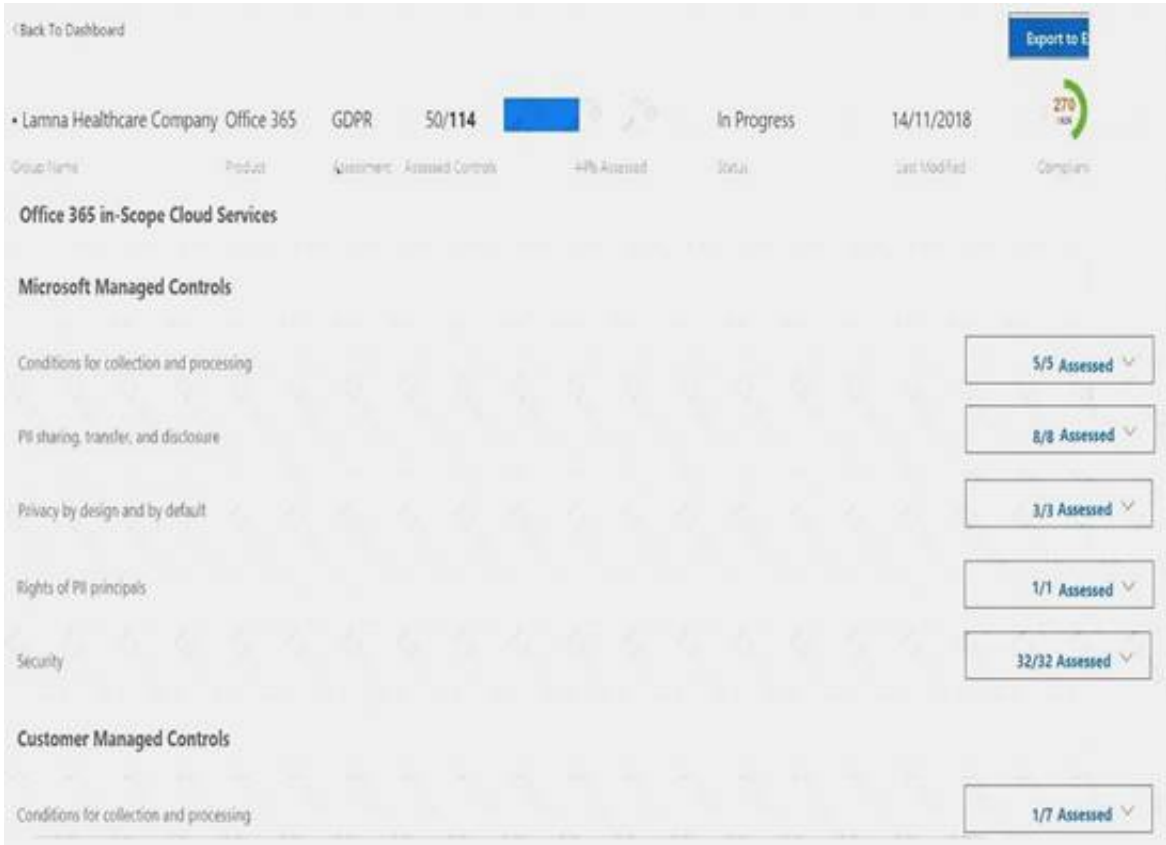 Back To Dashboard
Export to E
• Lamna Healthcare Company Office 365 GDPR 50/114 In Progress 14/11/2018 270
Group Name Product Assessment Assessed Controls 44% Assessed Status Last Modified Complian
Office 365 in-Scope Cloud Services
Microsoft Managed Controls
Conditions for collection and processing 5/5 Assessed
PII sharing, transfer, and disclosure 8/8 Assessed
Privacy by design and by default 3/3 Assessed
Rights of PII principals 1/1 Assessed
Security 32/32 Assessed
Customer Managed Controls
Conditions for collection and processing 1/7 Assessed